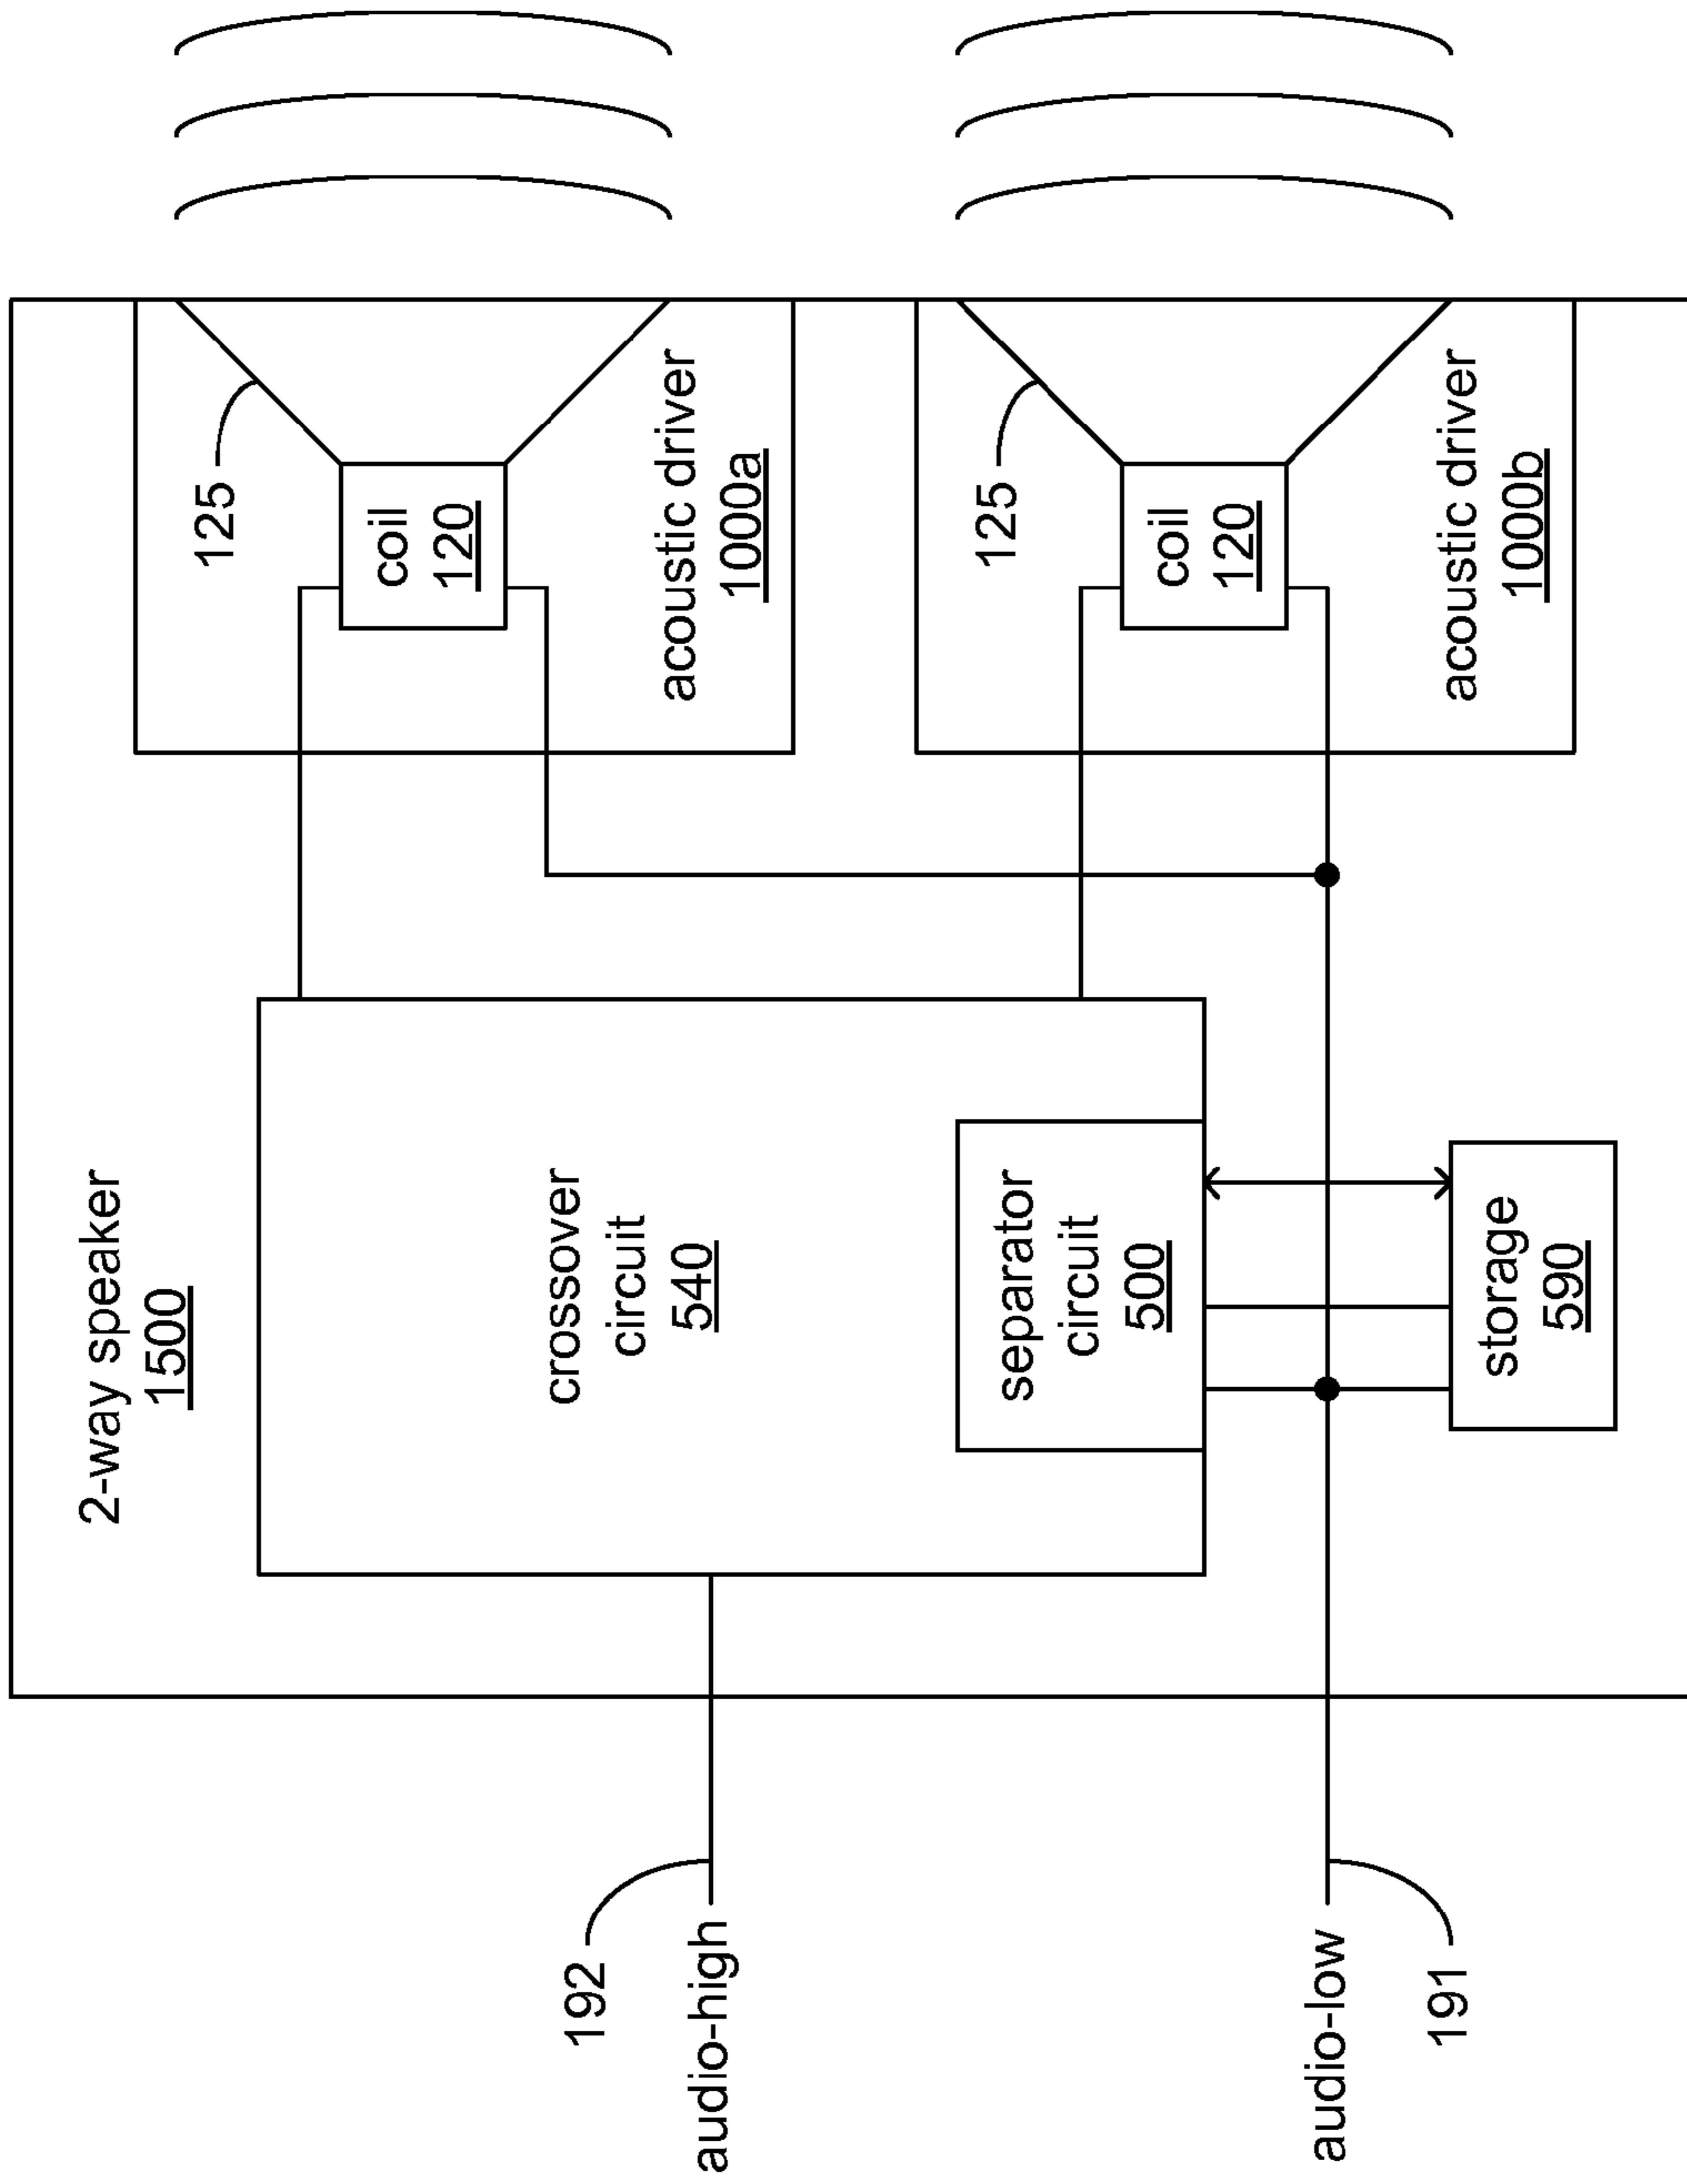 2-way speaker
1500
125
coil
120
acoustic driver
1000a
crossover
circuit
540
192
audio-high
125
coil
120
acoustic driver
1000b
separator
circuit
500
storage
590
audio-low
191